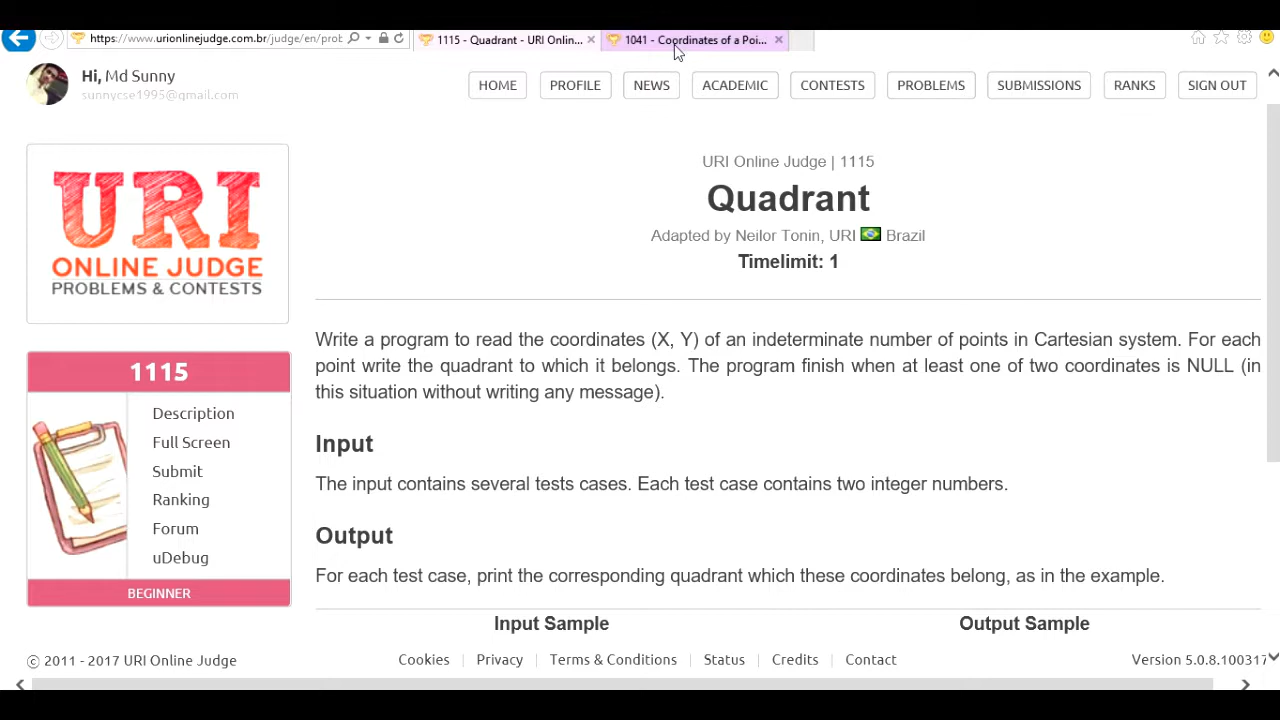 https://www.urionlinejudge.com.br/judge/en/prob
1115 - Quadrant - URI Onlin...
1041 - Coordinates of a Poi...
Hi, Md Sunny
sunnycse1995@gmail.com
HOME
PROFILE
NEWS
ACADEMIC
CONTESTS
PROBLEMS
SUBMISSIONS
RANKS
SIGN OUT
URI
ONLINE JUDGE
PROBLEMS & CONTESTS
1115
Description
Full Screen
Submit
Ranking
Forum
uDebug
BEGINNER
URI Online Judge | 1115
Quadrant
Adapted by Neilor Tonin, URI Brazil
Timelimit: 1
Write a program to read the coordinates (X, Y) of an indeterminate number of points in Cartesian system. For each
point write the quadrant to which it belongs. The program finish when at least one of two coordinates is NULL (in
this situation without writing any message).
Input
The input contains several tests cases. Each test case contains two integer numbers.
Output
For each test case, print the corresponding quadrant which these coordinates belong, as in the example.
Input Sample
Output Sample
© 2011 - 2017 URI Online Judge
Cookies
Privacy
Terms & Conditions
Status
Credits
Contact
Version 5.0.8.100317